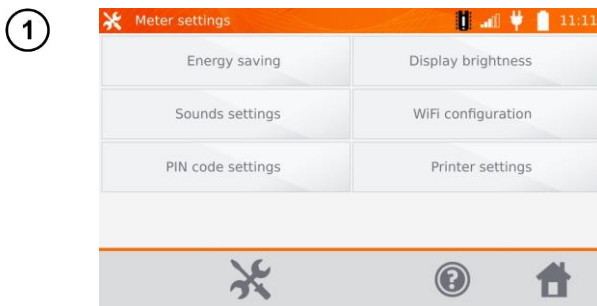 1
Meter settings 11:11
Energy saving Display brightness
Sounds settings WiFi configuration
PIN code settings Printer settings
?